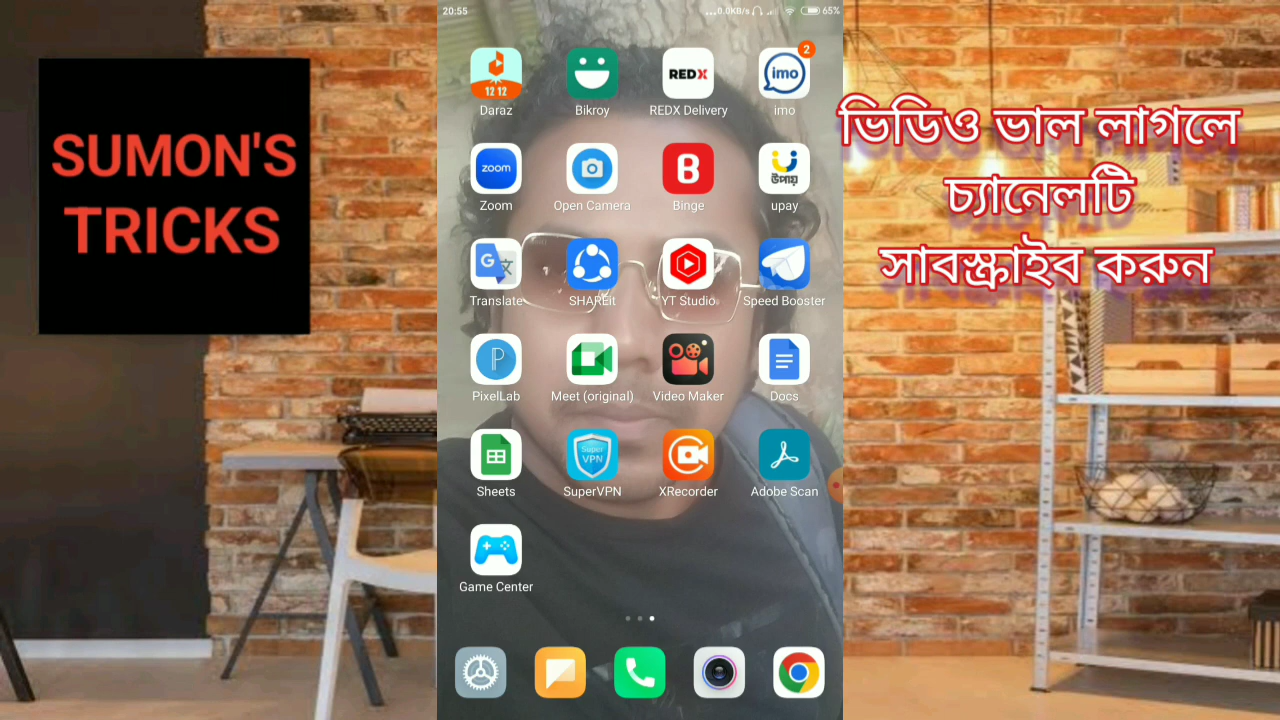 SUMON'S
TRICKS
20:55
...0.0KB/s
65%
12 12
Daraz
Bikroy
REDX
REDX Delivery
imo
2
imo
zoom
Zoom
Open Camera
B
Binge
উপায়
upay
G
Translate
SHAREit
YT Studio
Speed Booster
P
PixelLab
Meet (original)
Video Maker
Docs
Sheets
Super
VPN
SuperVPN
XRecorder
Adobe Scan
Game Center
ভিডিও ভাল লাগলে
চ্যানেলটি
সাবস্ক্রাইব করুন